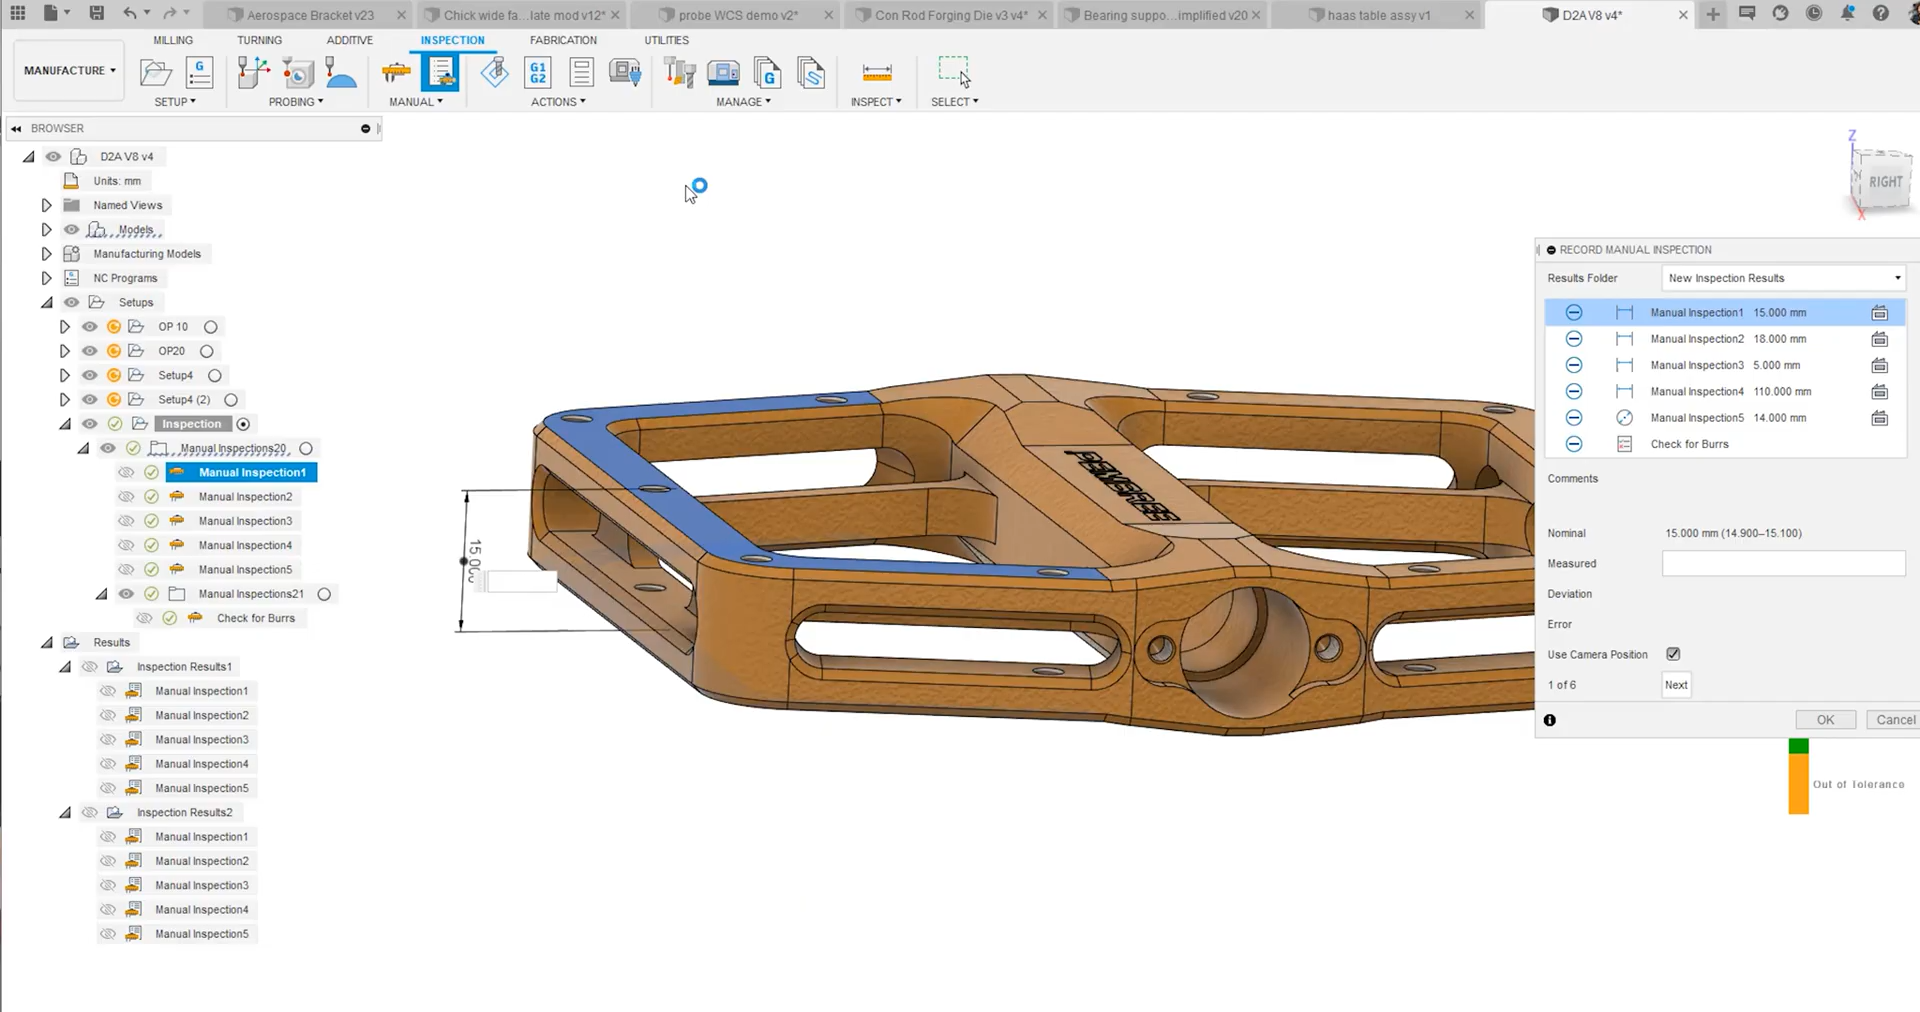 Aerospace Bracket v23
Chick wide fa...late mod v12*
probe WCS demo v2*
Con Rod Forging Die v3 v4*
Bearing suppo...implified v20
haas table assy v1
D2A V8 v4*
MANUFACTURE
MILLING
TURNING
ADDITIVE
INSPECTION
FABRICATION
UTILITIES
G
G1
G2
G
SETUP
PROBING
MANUAL
ACTIONS
MANAGE
INSPECT
SELECT
BROWSER
D2A V8 v4
Units: mm
Named Views
Models
Manufacturing Models
NC Programs
Setups
OP 10
OP20
Setup4
Setup4 (2)
Inspection
Manual Inspections20
Manual Inspection1
Manual Inspection2
Manual Inspection3
Manual Inspection4
Manual Inspection5
Manual Inspections21
Check for Burrs
Results
Inspection Results1
Manual Inspection1
Manual Inspection2
Manual Inspection3
Manual Inspection4
Manual Inspection5
Inspection Results2
Manual Inspection1
Manual Inspection2
Manual Inspection3
Manual Inspection4
Manual Inspection5
Z
RIGHT
X
RECORD MANUAL INSPECTION
Results Folder New Inspection Results
Manual Inspection1 15.000 mm
Manual Inspection2 18.000 mm
Manual Inspection3 5.000 mm
Manual Inspection4 110.000 mm
Manual Inspection5 14.000 mm
Check for Burrs
Comments
Nominal 15.000 mm (14.900–15.100)
Measured
Deviation
Error
Use Camera Position
1 of 6 Next
OK Cancel
Out of Tolerance
15.000